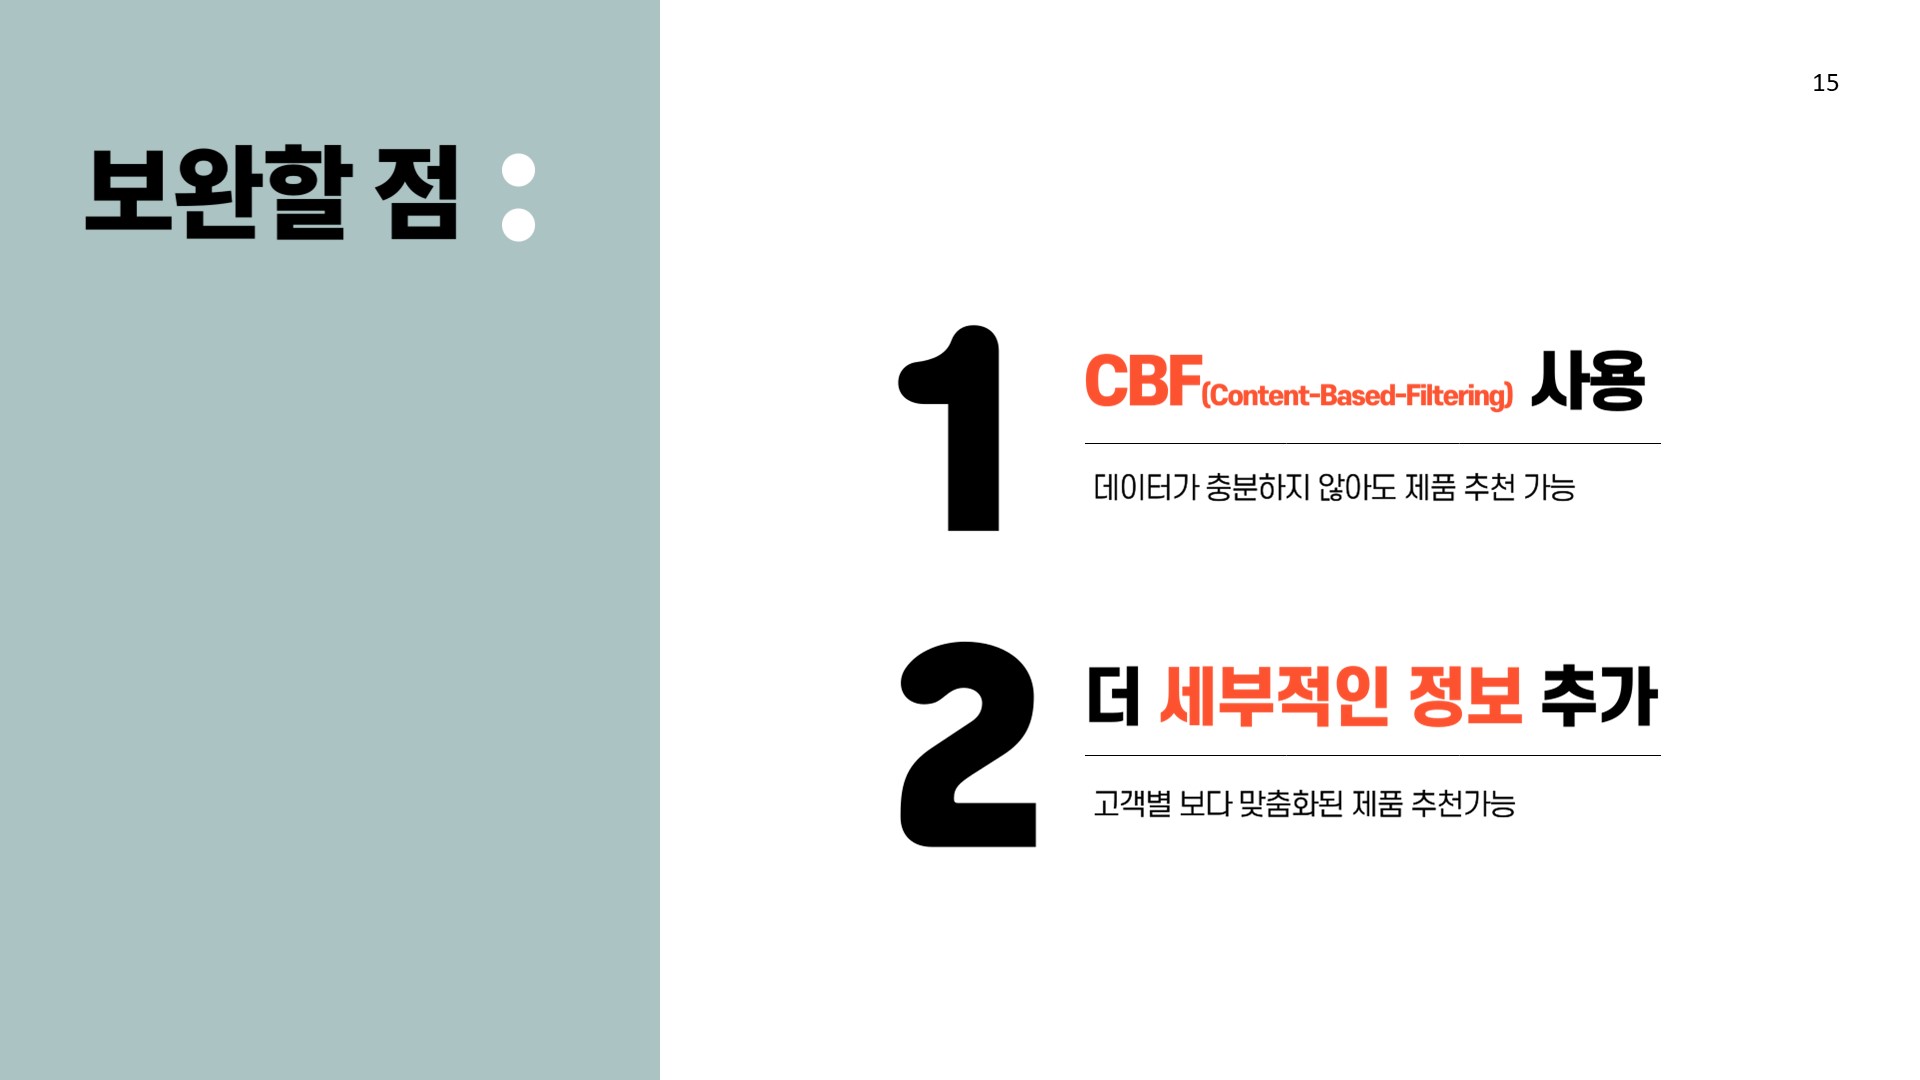 15
보완할 점 :
1
CBF(Content-Based-Filtering) 사용
데이터가 충분하지 않아도 제품 추천 가능
2
더 세부적인 정보 추가
고객별 보다 맞춤화된 제품 추천가능